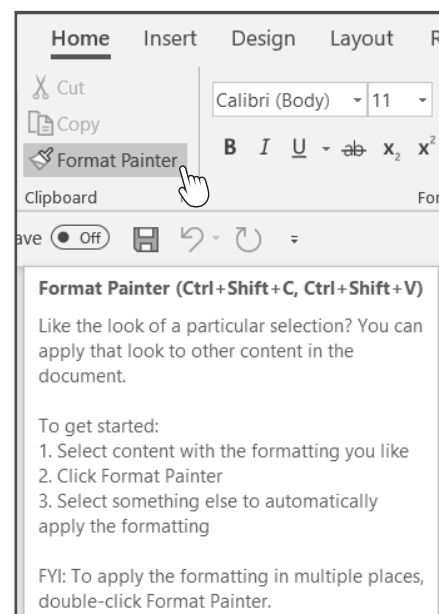 Home Insert Design Layout R
Cut
Copy
Format Painter
Calibri (Body) 11
B I U ab x₂ x²
Clipboard
For
ave Off
Format Painter (Ctrl+Shift+C, Ctrl+Shift+V)
Like the look of a particular selection? You can
apply that look to other content in the
document.
To get started:
1. Select content with the formatting you like
2. Click Format Painter
3. Select something else to automatically
apply the formatting
FYI: To apply the formatting in multiple places,
double-click Format Painter.